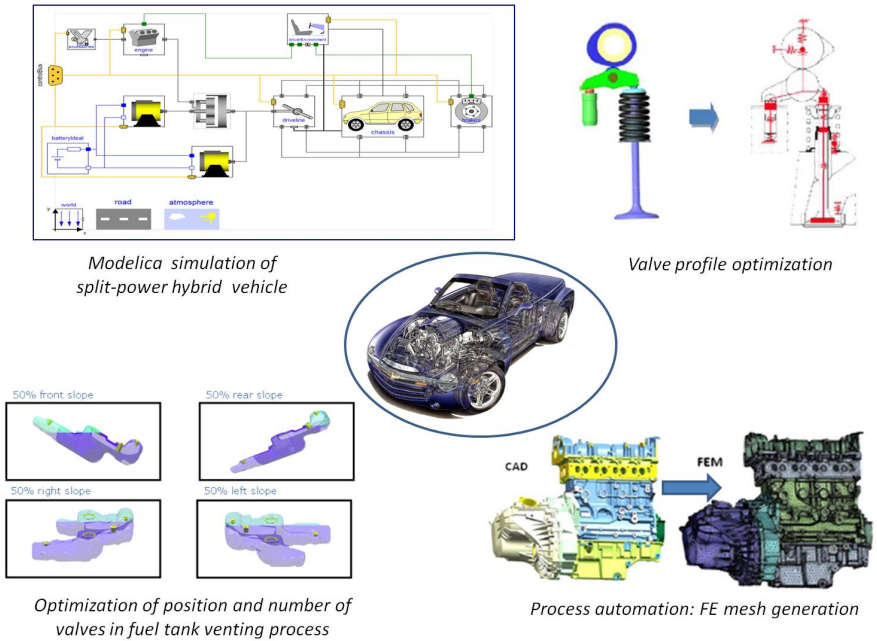 accessories
engine
driverEnvironment
controlBus
driveline
chassis
brakes
batteryIdeal
world
road
atmosphere
y
x
Modelica simulation of
split-power hybrid vehicle
Valve profile optimization
50% front slope
50% rear slope
50% right slope
50% left slope
CAD
FEM
Optimization of position and number of
valves in fuel tank venting process
Process automation: FE mesh generation